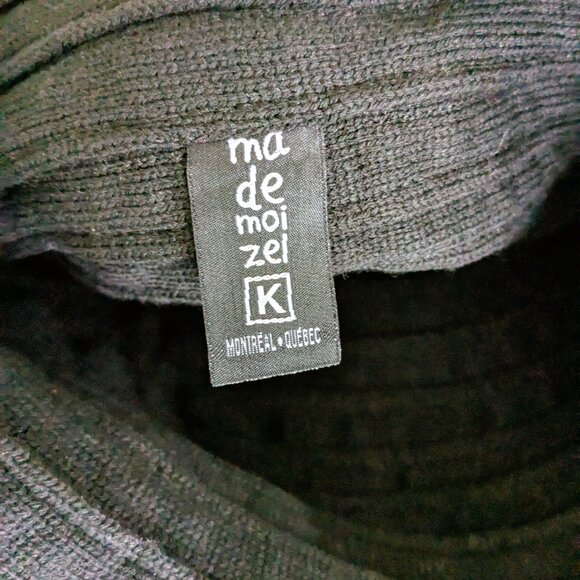 ma
de
moi
zel
K
MONTRÉAL • QUÉBEC